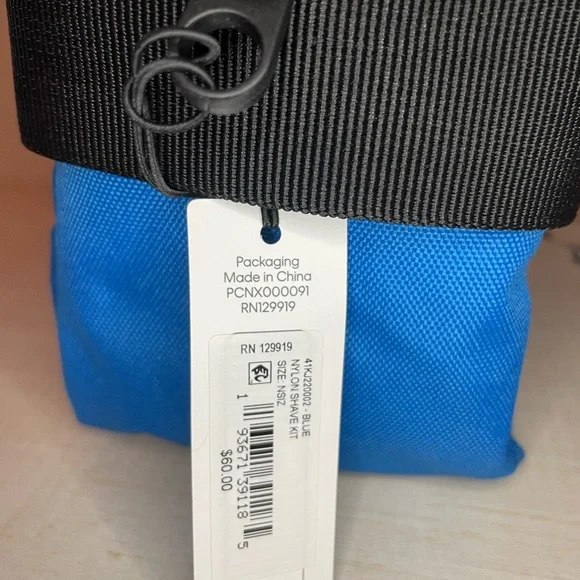 Packaging
Made in China
PCNX000091
RN129919
RN 129919
41KJ220002 - BLUE
NYLON SHAVE KIT
SIZE: NSIZ
1 93671 39118 5
$60.00